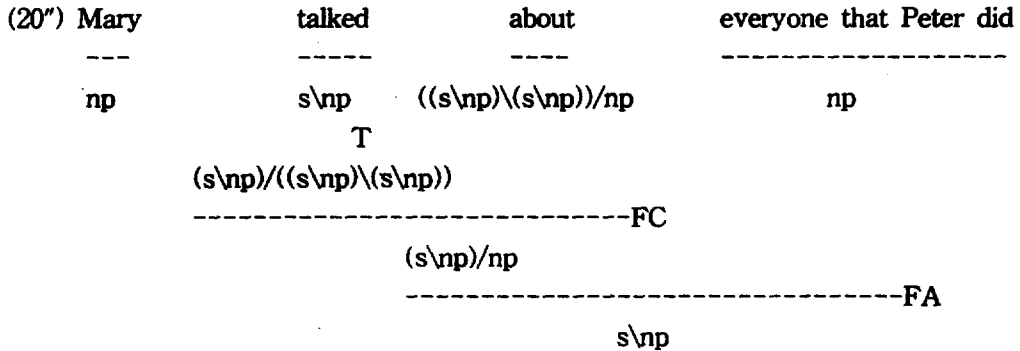 (20″) Mary talked about everyone that Peter did
--- ----- ---- -------------------
np s\np ((s\np)\(s\np))/np np
T
(s\np)/((s\np)\(s\np))
-----------------------------FC
(s\np)/np
---------------------------------FA
s\np